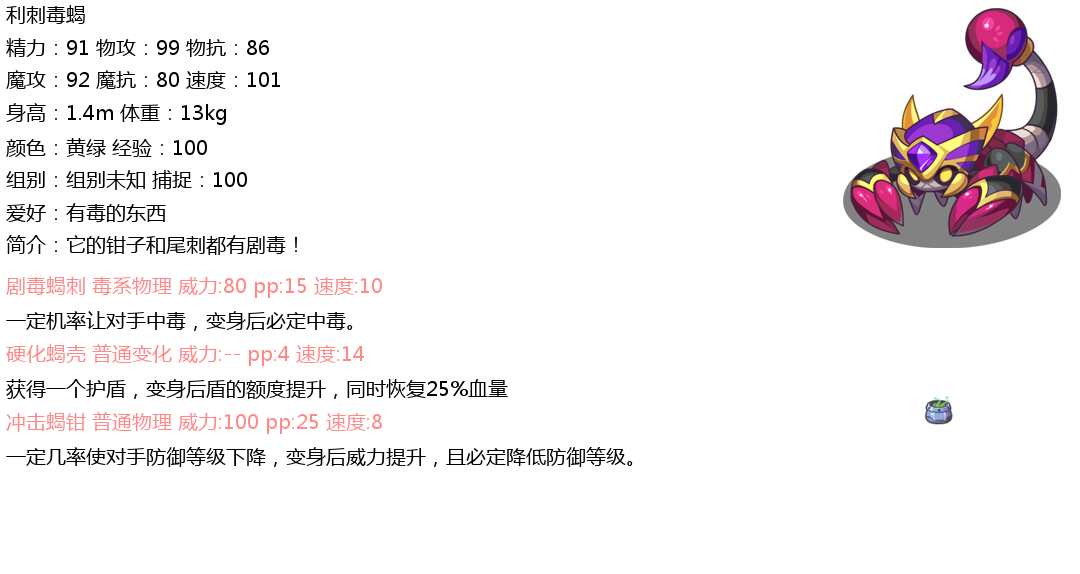 利刺毒蝎
精力：91 物攻：99 物抗：86
魔攻：92 魔抗：80 速度：101
身高：1.4m 体重：13kg
颜色：黄绿 经验：100
组别：组别未知 捕捉：100
爱好：有毒的东西
简介：它的钳子和尾刺都有剧毒！
剧毒蝎刺 毒系物理 威力:80 pp:15 速度:10
一定机率让对手中毒，变身后必定中毒。
硬化蝎壳 普通变化 威力:-- pp:4 速度:14
获得一个护盾，变身后盾的额度提升，同时恢复25%血量
冲击蝎钳 普通物理 威力:100 pp:25 速度:8
一定几率使对手防御等级下降，变身后威力提升，且必定降低防御等级。